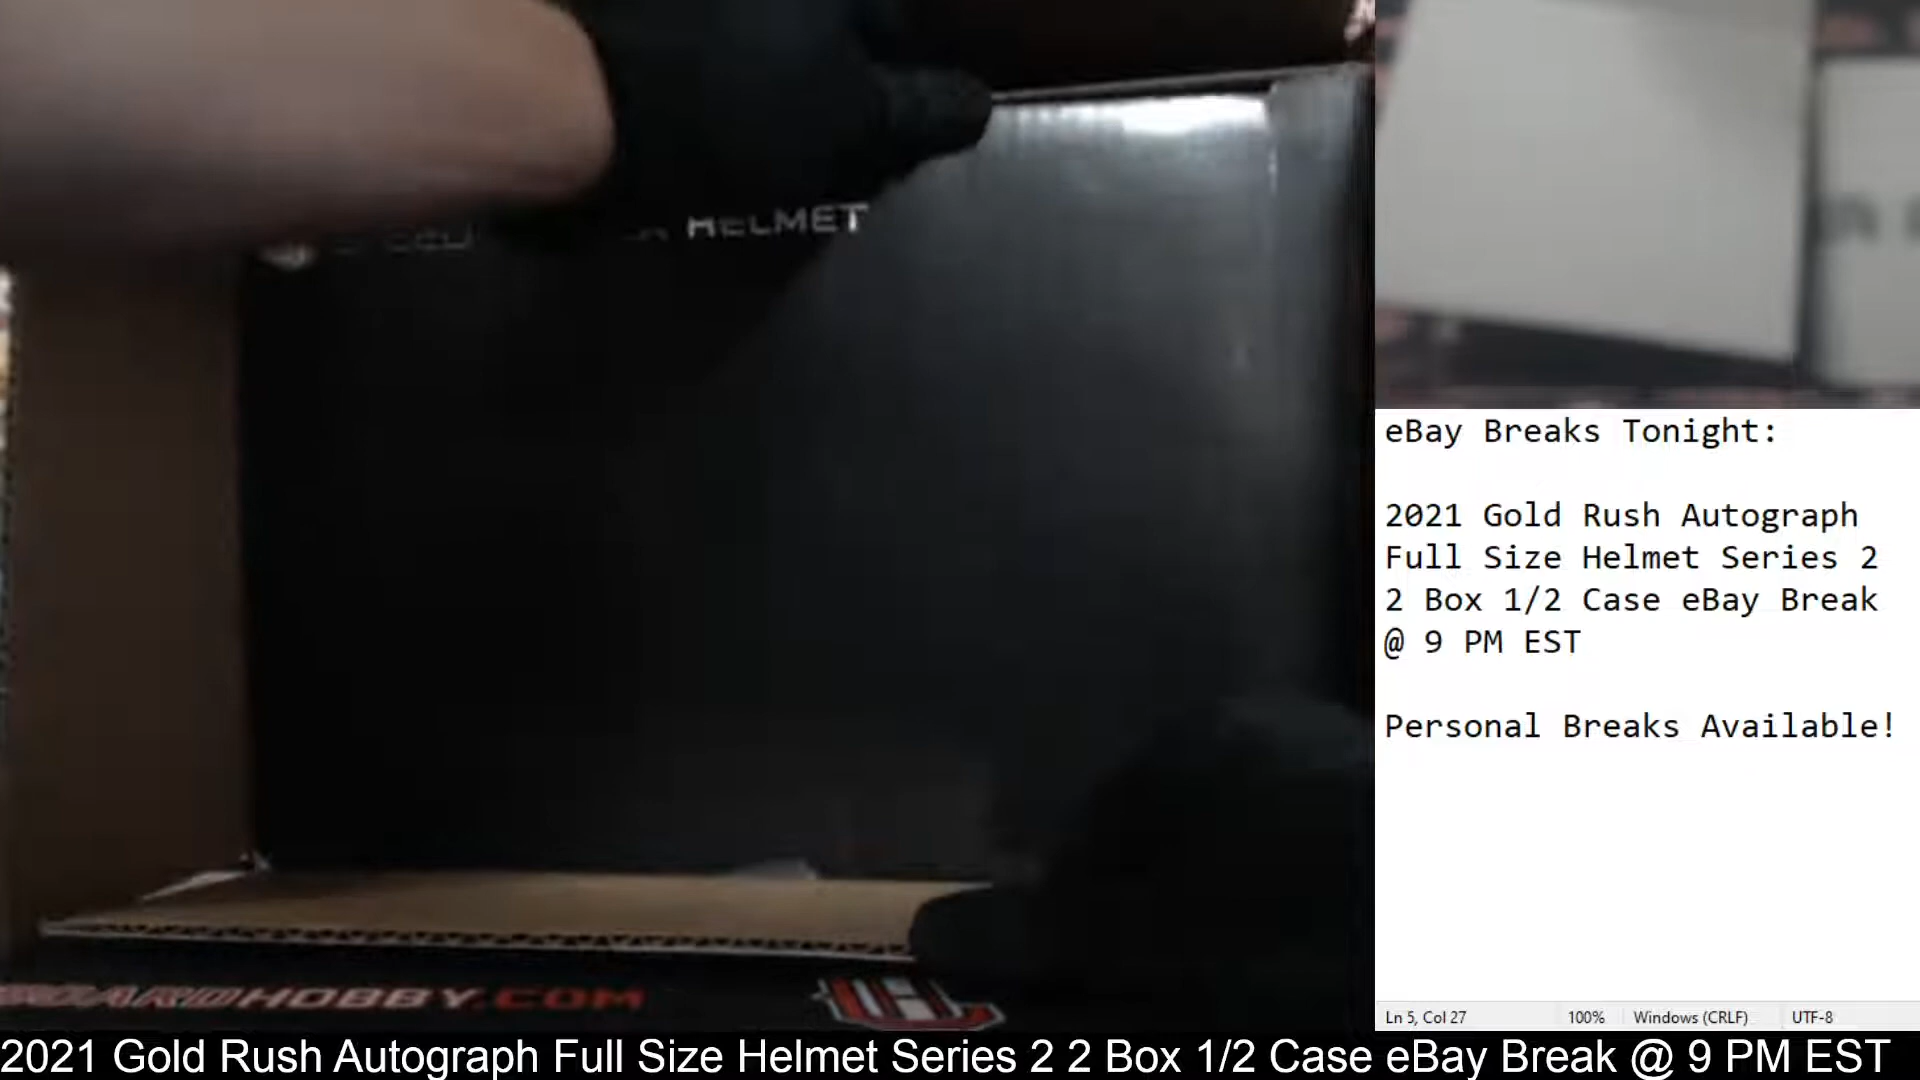 HELMET
HOBBY.COM
eBay Breaks Tonight:
2021 Gold Rush Autograph
Full Size Helmet Series 2
2 Box 1/2 Case eBay Break
@ 9 PM EST
Personal Breaks Available!
Ln 5, Col 27 100% Windows (CRLF) UTF-8
2021 Gold Rush Autograph Full Size Helmet Series 2 2 Box 1/2 Case eBay Break @ 9 PM EST